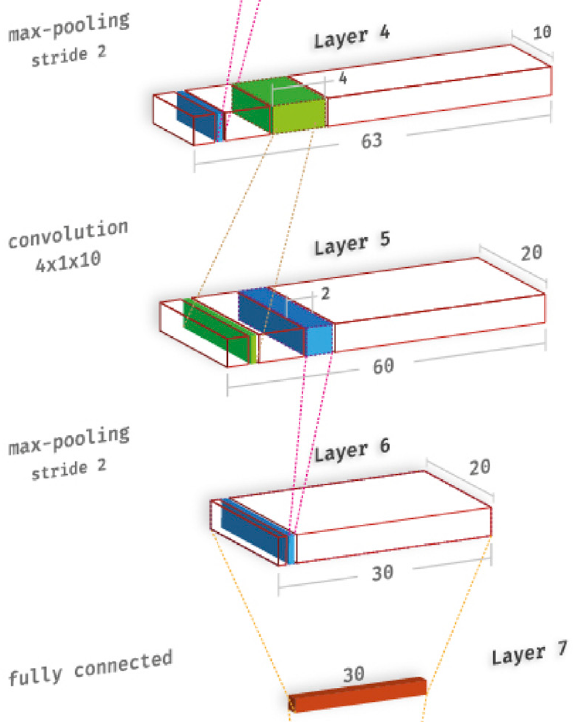 max-pooling
stride 2
Layer 4
10
4
63
convolution
4x1x10
Layer 5
20
2
60
max-pooling
stride 2
Layer 6
20
30
fully connected
30
Layer 7